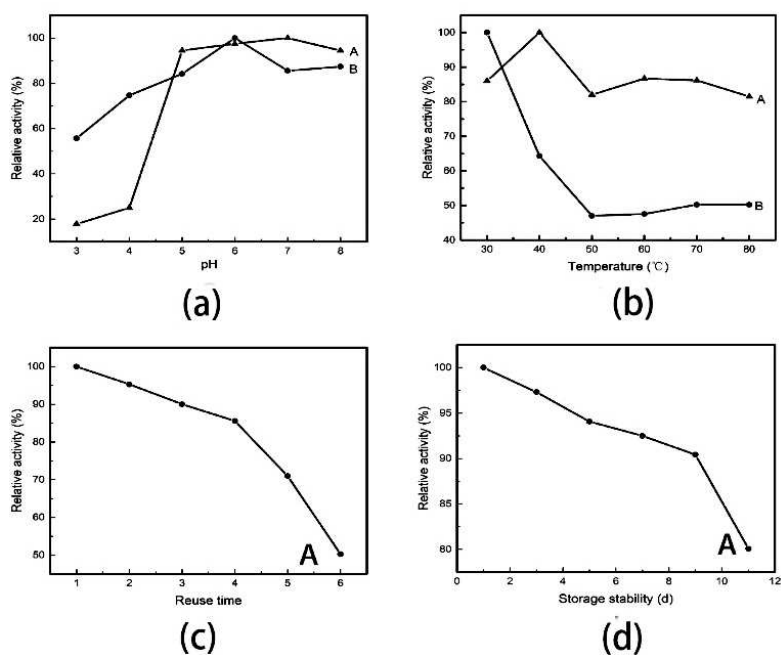 100
80
60
40
20
Relative activity (%)
A
B
3 4 5 6 7 8
pH
(a)
100
90
80
70
60
50
40
Relative activity (%)
A
B
30 40 50 60 70 80
Temperature (℃)
(b)
100
90
80
70
60
50
Relative activity (%)
A
1 2 3 4 5 6
Reuse time
(c)
100
95
90
85
80
Relative activity (%)
A
0 2 4 6 8 10 12
Storage stability (d)
(d)